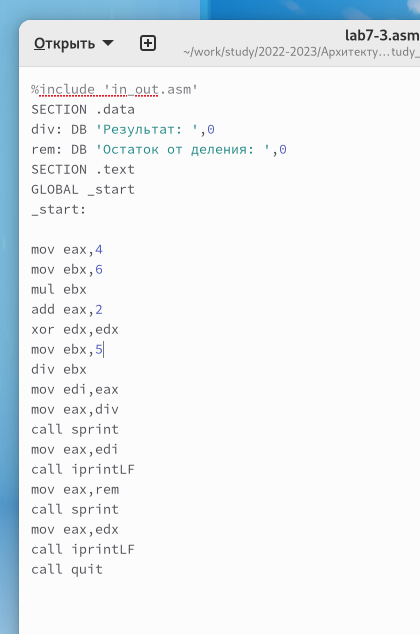 Открыть
lab7-3.asm
~/work/study/2022-2023/Архитекту…tudy_
%include 'in_out.asm'
SECTION .data
div: DB 'Результат: ',0
rem: DB 'Остаток от деления: ',0
SECTION .text
GLOBAL _start
_start:
mov eax,4
mov ebx,6
mul ebx
add eax,2
xor edx,edx
mov ebx,5
div ebx
mov edi,eax
mov eax,div
call sprint
mov eax,edi
call iprintLF
mov eax,rem
call sprint
mov eax,edx
call iprintLF
call quit